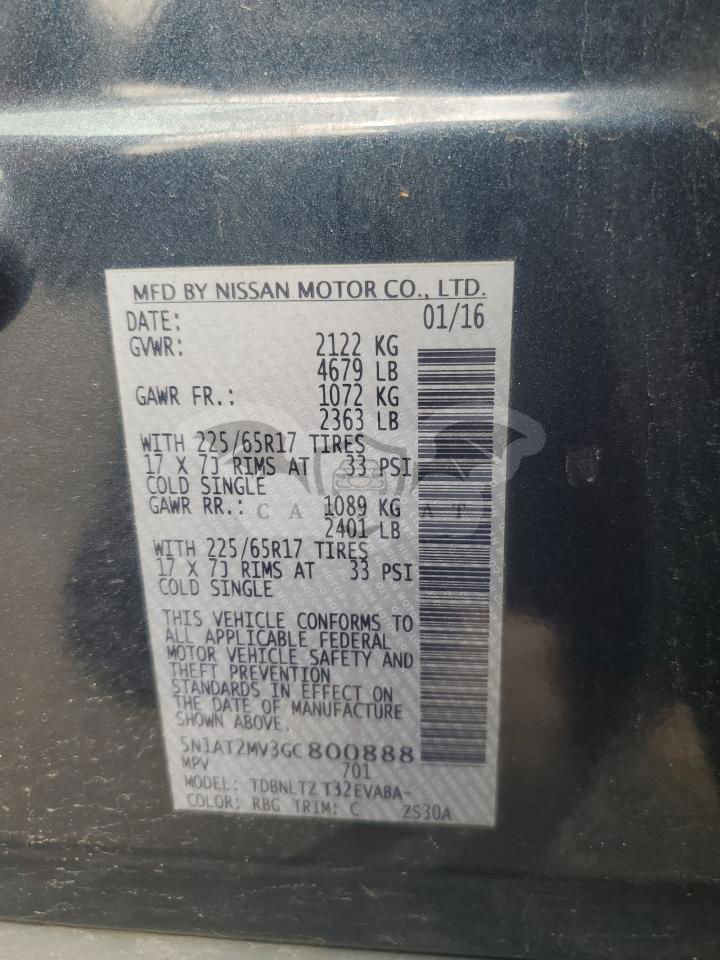 MFD BY NISSAN MOTOR CO., LTD.
DATE: 01/16
GVWR: 2122 KG
4679 LB
GAWR FR.: 1072 KG
2363 LB
WITH 225/65R17 TIRES
17 X 7J RIMS AT 33 PSI
COLD SINGLE
GAWR RR.: 1089 KG
2401 LB
WITH 225/65R17 TIRES
17 X 7J RIMS AT 33 PSI
COLD SINGLE
THIS VEHICLE CONFORMS TO
ALL APPLICABLE FEDERAL
MOTOR VEHICLE SAFETY AND
THEFT PREVENTION
STANDARDS IN EFFECT ON
THE DATE OF MANUFACTURE
SHOWN ABOVE.
5N1AT2MV3GC800888
MPV 701
MODEL: TDBNLTZ T32EVABA-
COLOR: RBG TRIM: C ZS30A